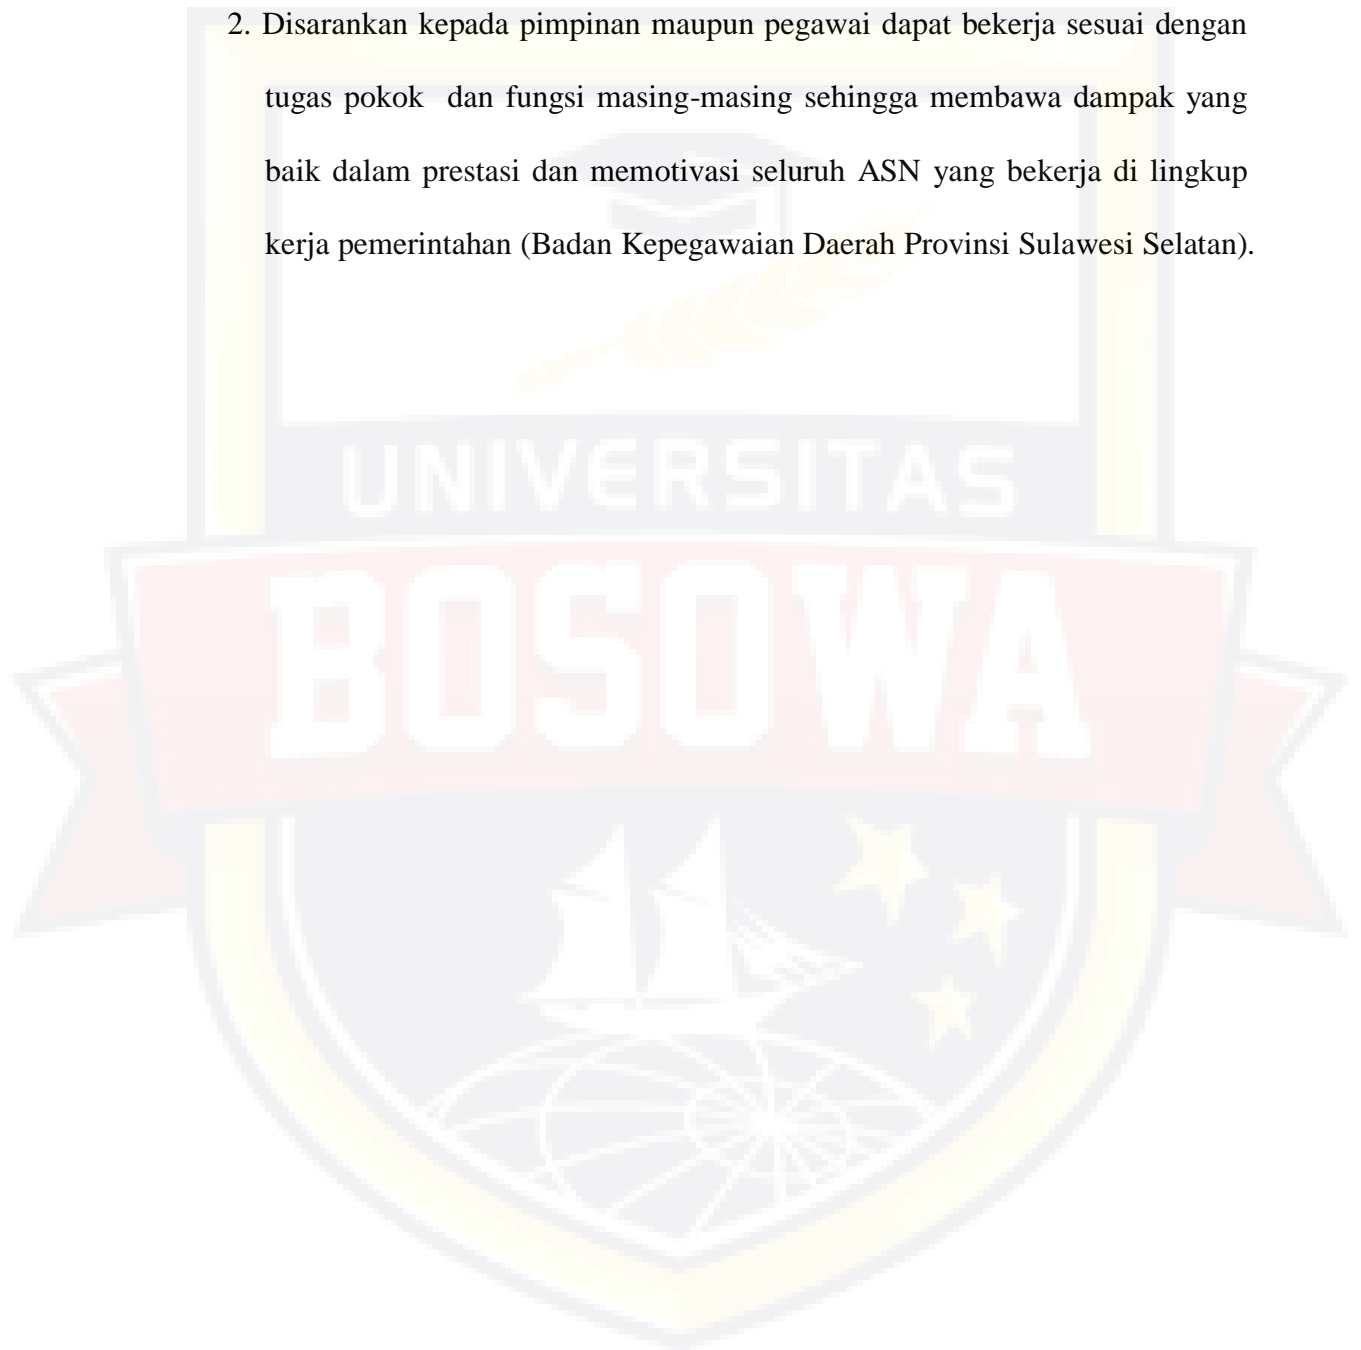 2. Disarankan kepada pimpinan maupun pegawai dapat bekerja sesuai dengan
tugas pokok dan fungsi masing-masing sehingga membawa dampak yang
baik dalam prestasi dan memotivasi seluruh ASN yang bekerja di lingkup
kerja pemerintahan (Badan Kepegawaian Daerah Provinsi Sulawesi Selatan).
UNIVERSITAS
BOSOWA